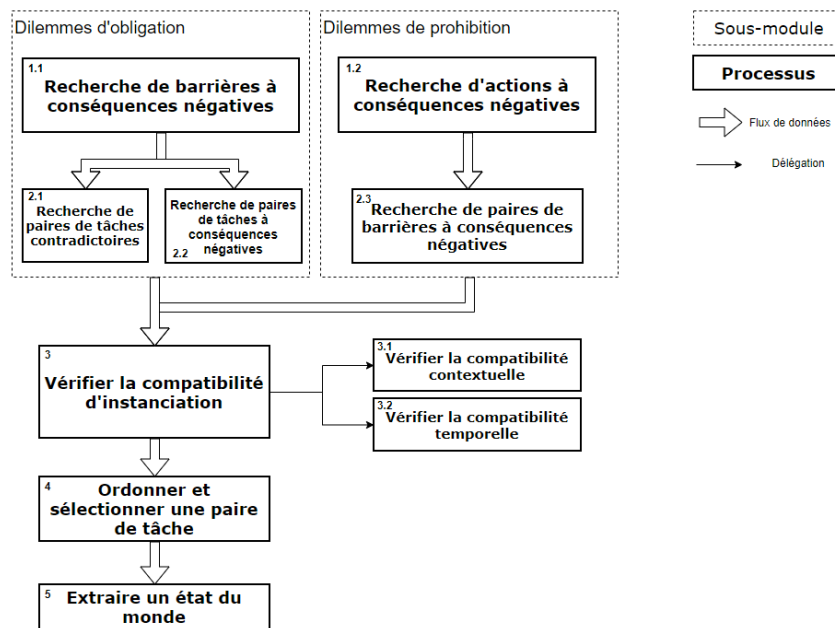 Dilemmes d'obligation
1.1
Recherche de barrières à
conséquences négatives
2.1
Recherche de
paires de tâches
contradictoires
Recherche de paires
de tâches à
conséquences
négatives
2.2
Dilemmes de prohibition
1.2
Recherche d'actions à
conséquences négatives
2.3
Recherche de paires de
barrières à conséquences
négatives
Sous-module
Processus
Flux de données
Délégation
3
Vérifier la compatibilité
d'instanciation
3.1
Vérifier la compatibilité
contextuelle
3.2
Vérifier la compatibilité
temporelle
4
Ordonner et
sélectionner une paire
de tâche
5
Extraire un état du
monde